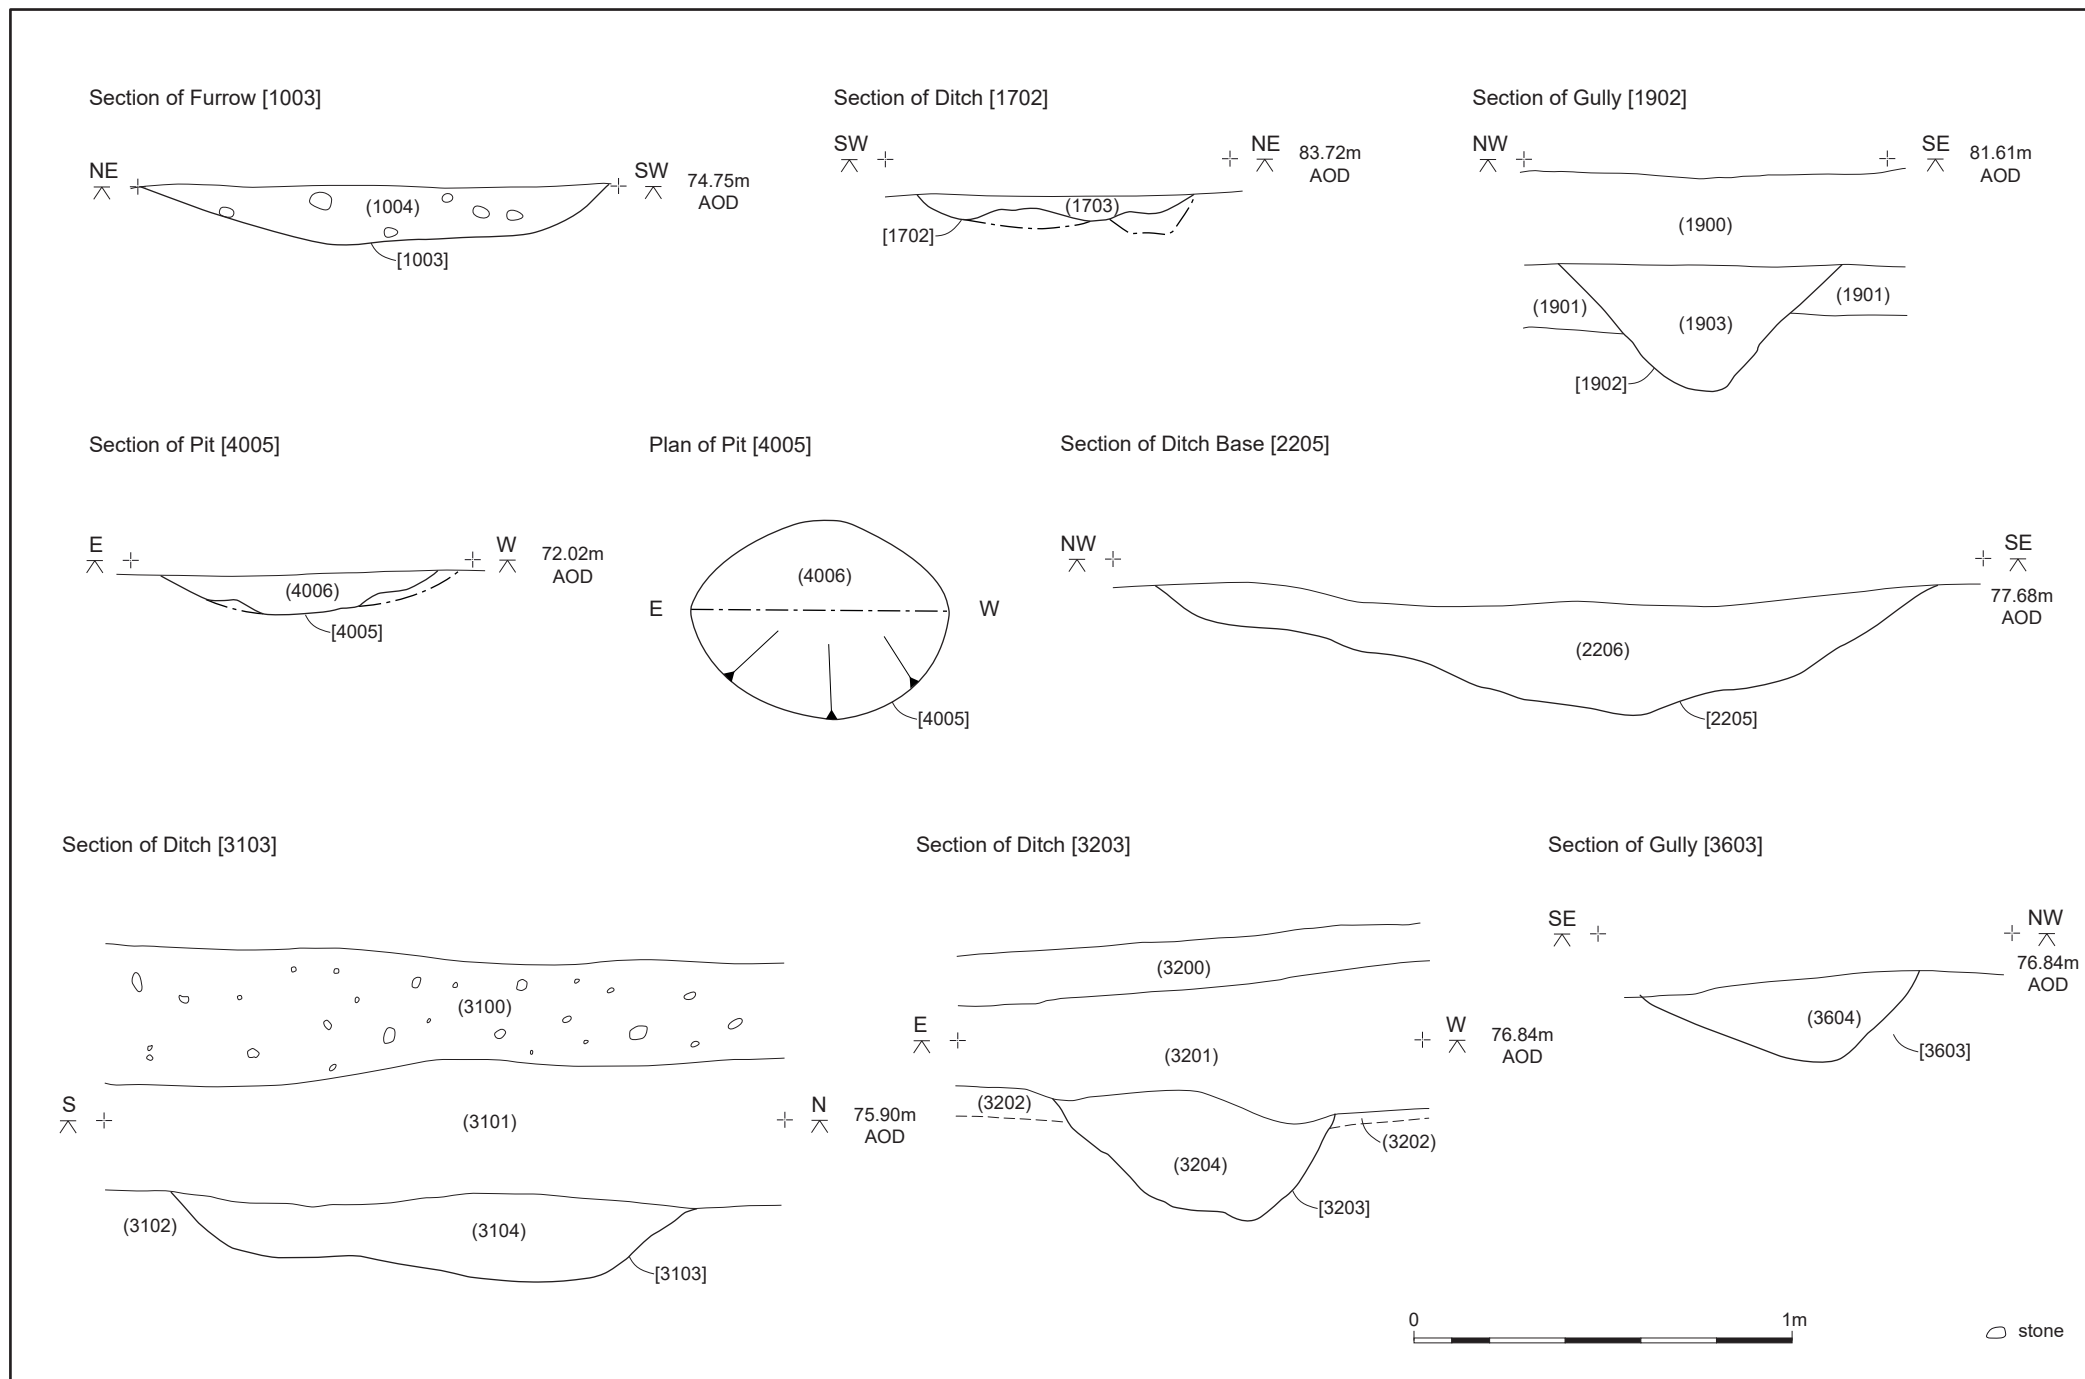 Section of Furrow [1003]
NE
SW
74.75m
AOD
(1004)
[1003]
Section of Ditch [1702]
SW
NE
83.72m
AOD
(1703)
[1702]
Section of Gully [1902]
NW
SE
81.61m
AOD
(1900)
(1901)
(1901)
(1903)
[1902]
Section of Pit [4005]
E
W
72.02m
AOD
(4006)
[4005]
Plan of Pit [4005]
(4006)
E
W
[4005]
Section of Ditch Base [2205]
NW
SE
77.68m
AOD
(2206)
[2205]
Section of Ditch [3103]
(3100)
S
N
75.90m
AOD
(3101)
(3102)
(3104)
[3103]
Section of Ditch [3203]
(3200)
E
W
76.84m
AOD
(3201)
(3202)
(3202)
(3204)
[3203]
Section of Gully [3603]
SE
NW
76.84m
AOD
(3604)
[3603]
0
1m
stone